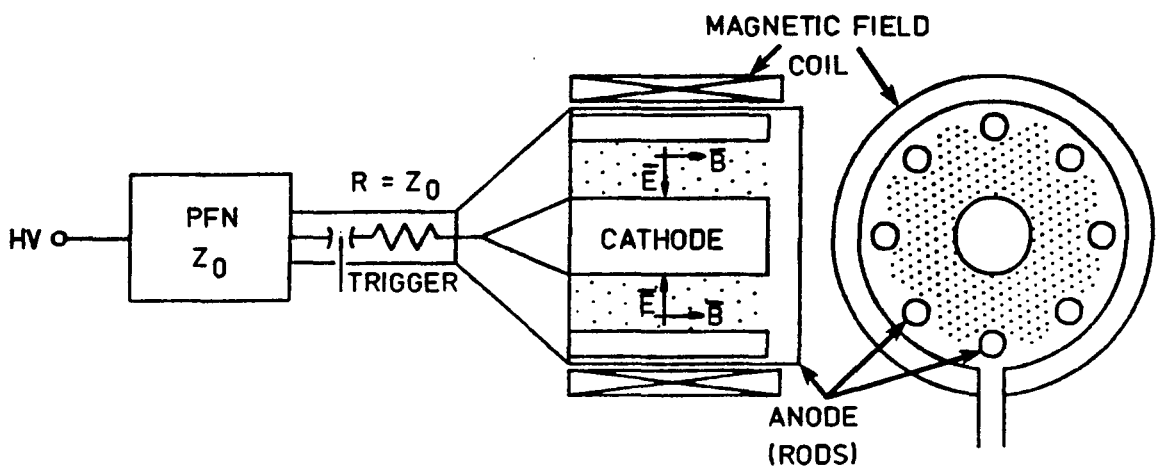 MAGNETIC FIELD
COIL
R = Z₀
HV
PFN
Z₀
TRIGGER
CATHODE
E̅
B̅
E̅
B̅
ANODE
(RODS)